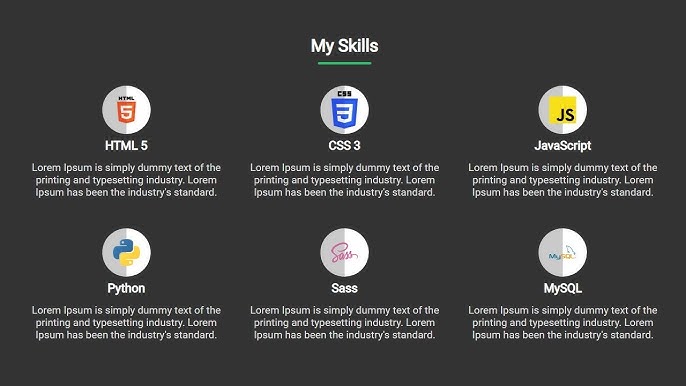 My Skills
HTML
5
CSS
3
JS
HTML 5
CSS 3
JavaScript
Lorem Ipsum is simply dummy text of the
printing and typesetting industry. Lorem
Ipsum has been the industry's standard.
Lorem Ipsum is simply dummy text of the
printing and typesetting industry. Lorem
Ipsum has been the industry's standard.
Lorem Ipsum is simply dummy text of the
printing and typesetting industry. Lorem
Ipsum has been the industry's standard.
Sass
MySQL
Python
Sass
MySQL
Lorem Ipsum is simply dummy text of the
printing and typesetting industry. Lorem
Ipsum has been the industry's standard.
Lorem Ipsum is simply dummy text of the
printing and typesetting industry. Lorem
Ipsum has been the industry's standard.
Lorem Ipsum is simply dummy text of the
printing and typesetting industry. Lorem
Ipsum has been the industry's standard.